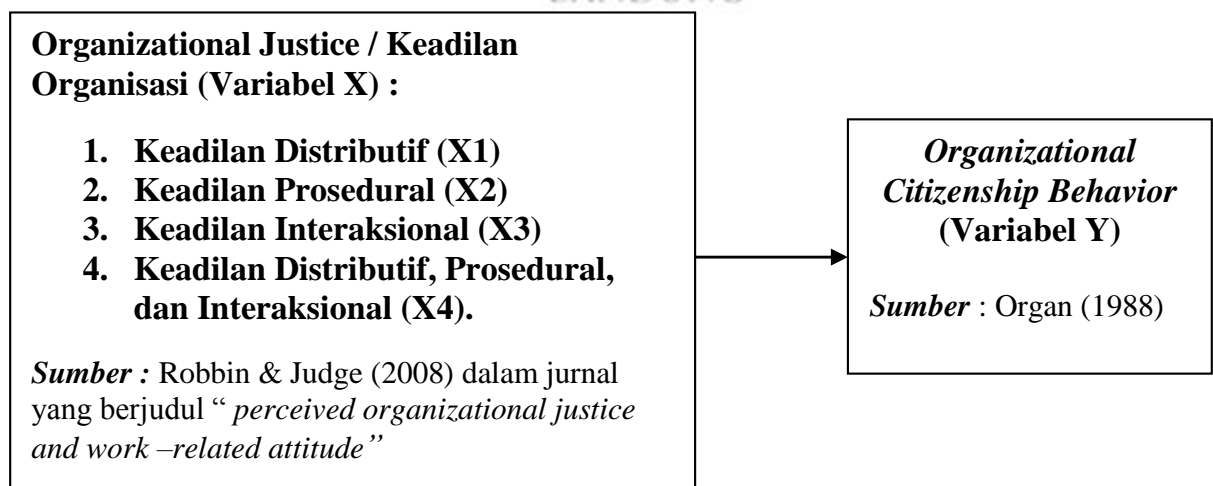 Organizational Justice / Keadilan
Organisasi (Variabel X) :
1. Keadilan Distributif (X1)
2. Keadilan Prosedural (X2)
3. Keadilan Interaksional (X3)
4. Keadilan Distributif, Prosedural,
dan Interaksional (X4).
Sumber : Robbin & Judge (2008) dalam jurnal
yang berjudul “ perceived organizational justice
and work –related attitude”
Organizational
Citizenship Behavior
(Variabel Y)
Sumber : Organ (1988)